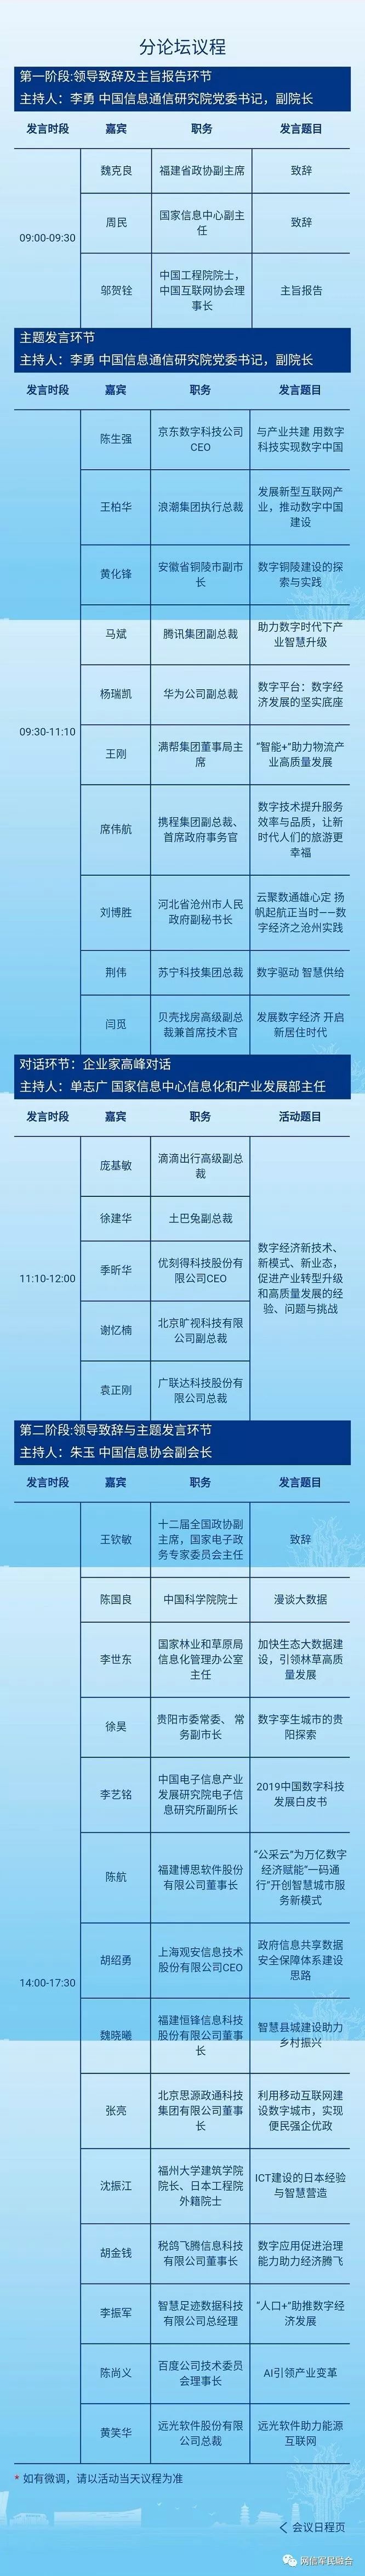 分论坛议程
第一阶段:领导致辞及主旨报告环节
主持人：李勇 中国信息通信研究院党委书记，副院长
发言时段 嘉宾 职务 发言题目
09:00-09:30
魏克良 福建省政协副主席 致辞
周民 国家信息中心副主
任 致辞
邬贺铨 中国工程院院士，
中国互联网协会理
事长 主旨报告
主题发言环节
主持人：李勇 中国信息通信研究院党委书记，副院长
发言时段 嘉宾 职务 发言题目
09:30-11:10
陈生强 京东数字科技公司
CEO 与产业共建 用数字
科技实现数字中国
王柏华 浪潮集团执行总裁 发展新型互联网产
业，推动数字中国
建设
黄化锋 安徽省铜陵市副市
长 数字铜陵建设的探
索与实践
马斌 腾讯集团副总裁 助力数字时代下产
业智慧升级
杨瑞凯 华为公司副总裁 数字平台：数字经
济发展的坚实底座
王刚 满帮集团董事局主
席 “智能+”助力物流产
业高质量发展
席伟航 携程集团副总裁、
首席政府事务官 数字技术提升服务
效率与品质，让新
时代人们的旅游更
幸福
刘博胜 河北省沧州市人民
政府副秘书长 云聚数通雄心定 扬
帆起航正当时——数
字经济之沧州实践
荆伟 苏宁科技集团总裁 数字驱动 智慧供给
闫觅 贝壳找房高级副总
裁兼首席技术官 发展数字经济 开启
新居住时代
对话环节：企业家高峰对话
主持人：单志广 国家信息中心信息化和产业发展部主任
发言时段 嘉宾 职务 活动题目
11:10-12:00
庞基敏 滴滴出行高级副总
裁
徐建华 土巴兔副总裁
季昕华 优刻得科技股份有
限公司CEO
谢忆楠 北京旷视科技有限
公司副总裁
袁正刚 广联达科技股份有
限公司总裁
数字经济新技术、
新模式、新业态，
促进产业转型升级
和高质量发展的经
验、问题与挑战
第二阶段:领导致辞与主题发言环节
主持人：朱玉 中国信息协会副会长
发言时段 嘉宾 职务 发言题目
14:00-17:30
王钦敏 十二届全国政协副
主席，国家电子政
务专家委员会主任 致辞
陈国良 中国科学院院士 漫谈大数据
李世东 国家林业和草原局
信息化管理办公室
主任 加快生态大数据建
设，引领林草高质
量发展
徐昊 贵阳市委常委、常
务副市长 数字孪生城市的贵
阳探索
李艺铭 中国电子信息产业
发展研究院电子信
息研究所副所长 2019中国数字科技
发展白皮书
陈航 福建博思软件股份
有限公司董事长 “公采云”为万亿数字
经济赋能“一码通
行”开创智慧城市服
务新模式
胡绍勇 上海观安信息技术
股份有限公司CEO 政府信息共享数据
安全保障体系建设
思路
魏晓曦 福建恒锋信息科技
股份有限公司董事
长 智慧县城建设助力
乡村振兴
张亮 北京思源政通科技
集团有限公司董事
长 利用移动互联网建
设数字城市，实现
便民强企优政
沈振江 福州大学建筑学院
院长、日本工程院
外籍院士 ICT建设的日本经验
与智慧营造
胡金钱 税鸽飞腾信息科技
有限公司董事长 数字应用促进治理
能力助力经济腾飞
李振军 智慧足迹数据科技
有限公司总经理 “人口+”助推数字经
济发展
陈尚义 百度公司技术委员
会理事长 AI引领产业变革
黄笑华 远光软件股份有限
公司总裁 远光软件助力能源
互联网
* 如有微调，请以活动当天议程为准
会议日程页
网信军民融合